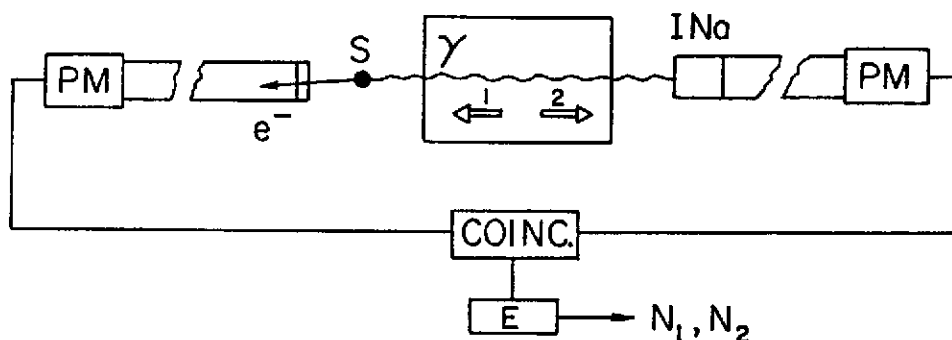 S
γ
INa
PM
PM
1
2
e⁻
COINC.
E
N₁, N₂